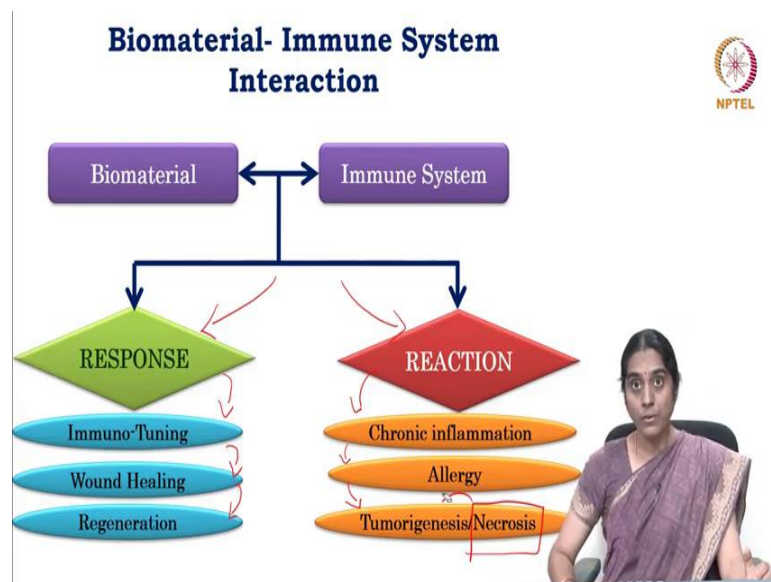 Biomaterial- Immune System
Interaction
NPTEL
Biomaterial
Immune System
RESPONSE
REACTION
Immuno-Tuning
Chronic inflammation
Wound Healing
Allergy
Regeneration
Tumorigenesis/Necrosis